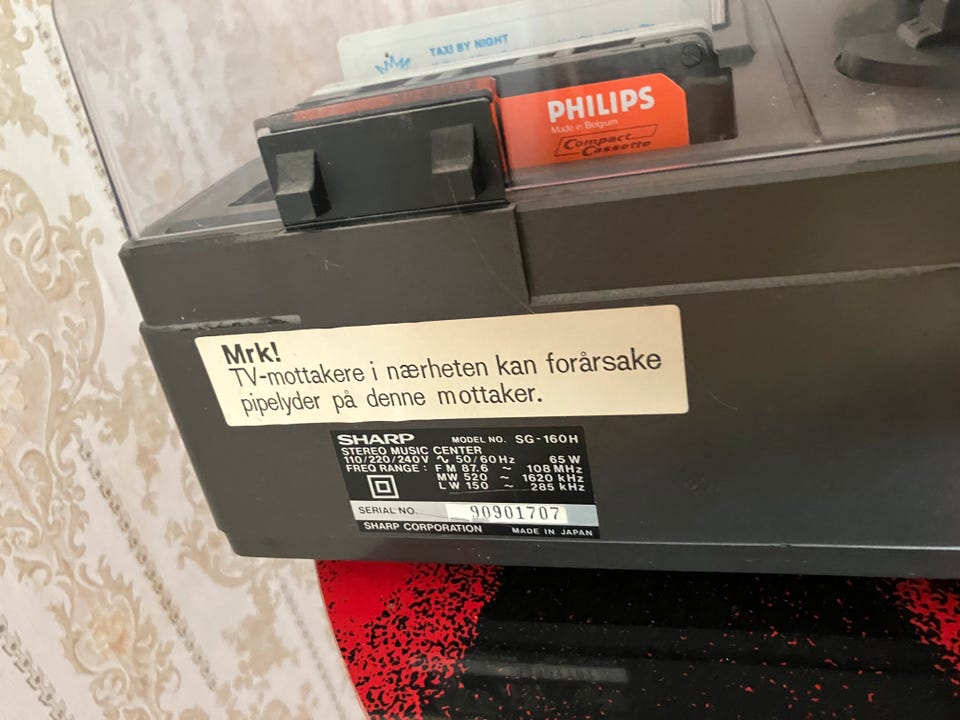 TAXI BY NIGHT
PHILIPS
Made in Belgium
Compact
Cassette
Mrk!
TV-mottakere i nærheten kan forårsake
pipelyder på denne mottaker.
SHARP MODEL NO. SG-160H
STEREO MUSIC CENTER
110/220/240V ∿ 50/60Hz 65W
FREQ RANGE : FM 87.6 ~ 108 MHz
MW 520 ~ 1620 kHz
LW 150 ~ 285 kHz
SERIAL NO. 90901707
SHARP CORPORATION MADE IN JAPAN